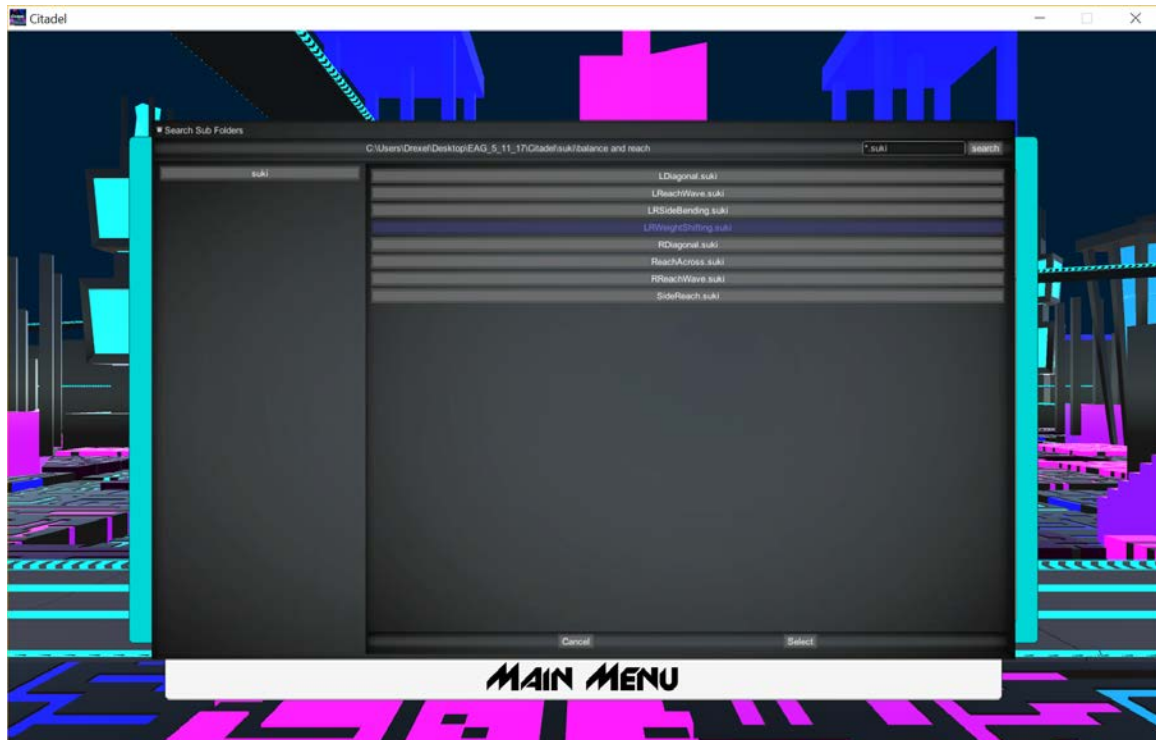 Citadel
Search Sub Folders
C:\Users\Drexel\Desktop\EAG_5_11_17\Citadel\suki\balance and reach
*.suki
search
suki
LDiagonal.suki
LReachWave.suki
LRSideBending.suki
LRWeightShifting.suki
RDiagonal.suki
ReachAcross.suki
RReachWave.suki
SideReach.suki
Cancel
Select
MAIN MENU